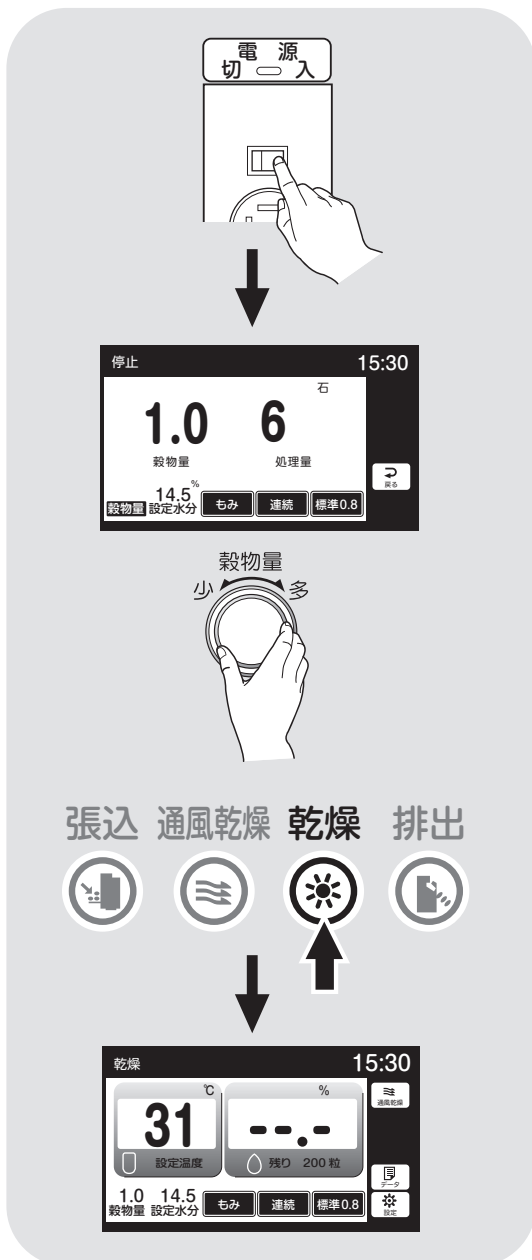 電源
切 入
停止 15:30
石
1.0 6
穀物量 処理量
戻る
14.5%
穀物量 設定水分 もみ 連続 標準0.8
穀物量
少 多
張込 通風乾燥 乾燥 排出
乾燥 15:30
℃ %
通風乾燥
31 --.-
設定温度 残り 200粒
データ
1.0 14.5
穀物量 設定水分 もみ 連続 標準0.8
設定